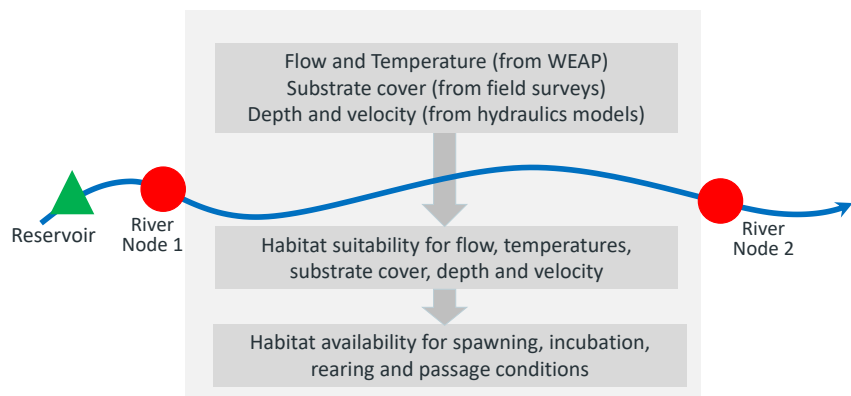 Flow and Temperature (from WEAP)
Substrate cover (from field surveys)
Depth and velocity (from hydraulics models)
Reservoir
River
Node 1
River
Node 2
Habitat suitability for flow, temperatures,
substrate cover, depth and velocity
Habitat availability for spawning, incubation,
rearing and passage conditions